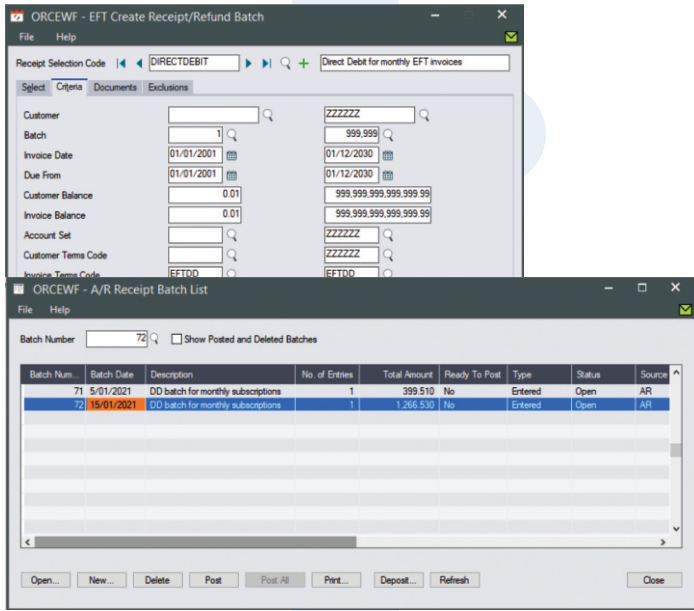 ORCEWF - EFT Create Receipt/Refund Batch
File Help
Receipt Selection Code DIRECTDEBIT Direct Debit for monthly EFT invoices
Select Criteria Documents Exclusions
Customer ZZZZZZ
Batch 1 999,999
Invoice Date 01/01/2001 01/12/2030
Due From 01/01/2001 01/12/2030
Customer Balance 0.01 999,999,999,999,999.99
Invoice Balance 0.01 999,999,999,999,999.99
Account Set ZZZZZZ
Customer Terms Code ZZZZZZ
Invoice Terms Code EFTDD EFTDD
ORCEWF - A/R Receipt Batch List
File Help
Batch Number 72 Show Posted and Deleted Batches
Batch Num... Batch Date Description No. of Entries Total Amount Ready To Post Type Status Source
71 5/01/2021 DD batch for monthly subscriptions 1 399.510 No Entered Open AR
72 15/01/2021 DD batch for monthly subscriptions 1 1,266.530 No Entered Open AR
Open... New... Delete Post Post All Print... Deposit... Refresh Close